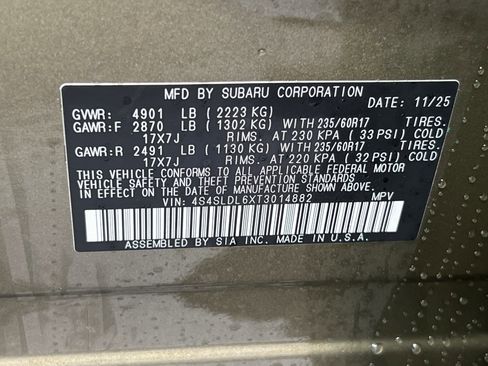 MFD BY SUBARU CORPORATION
GVWR: 4901 LB ( 2223 KG) DATE: 11/25
GAWR:F 2870 LB ( 1302 KG) WITH 235/60R17 TIRES.
17X7J RIMS. AT 230 KPA ( 33 PSI) COLD
GAWR:R 2491 LB ( 1130 KG) WITH 235/60R17 TIRES.
17X7J RIMS. AT 220 KPA ( 32 PSI) COLD
THIS VEHICLE CONFORMS TO ALL APPLICABLE FEDERAL MOTOR
VEHICLE SAFETY AND THEFT PREVENTION STANDARDS
IN EFFECT ON THE DATE OF MANUFACTURE SHOWN ABOVE.
VIN: 4S4SLDL6XT3014882 MPV
ASSEMBLED BY SIA INC. MADE IN U.S.A.